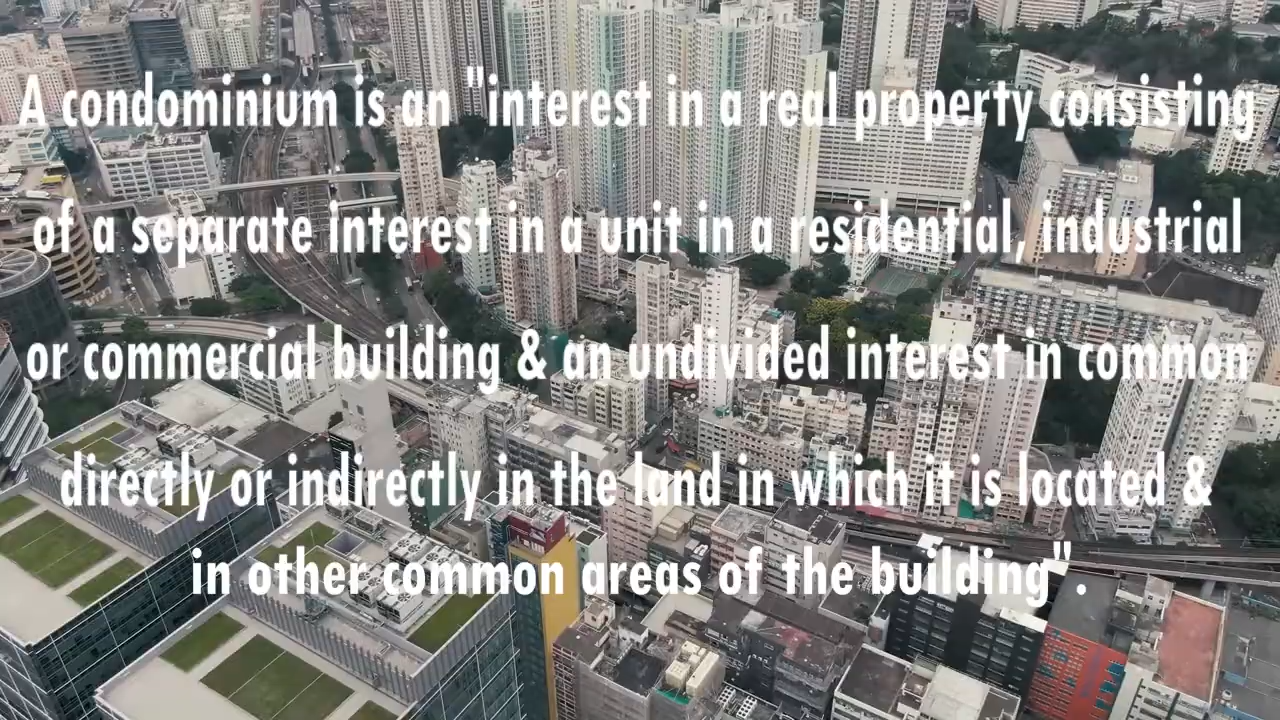 A condominium is an "interest in a real property consisting
of a separate interest in a unit in a residential, industrial
or commercial building & an undivided interest in common
directly or indirectly in the land in which it is located &
in other common areas of the building".